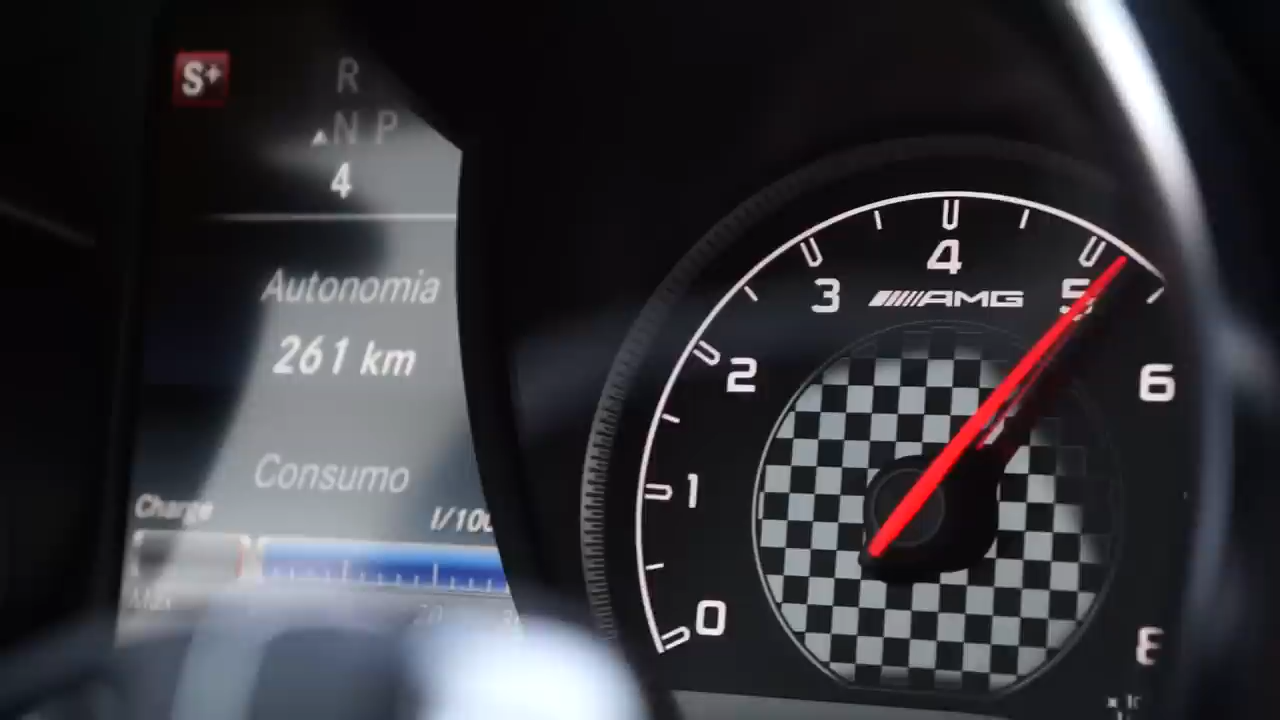 S+
R
N P
4
Autonomia
261 km
Consumo
Charge
l/100
0
1
2
3
4
5
6
8
AMG